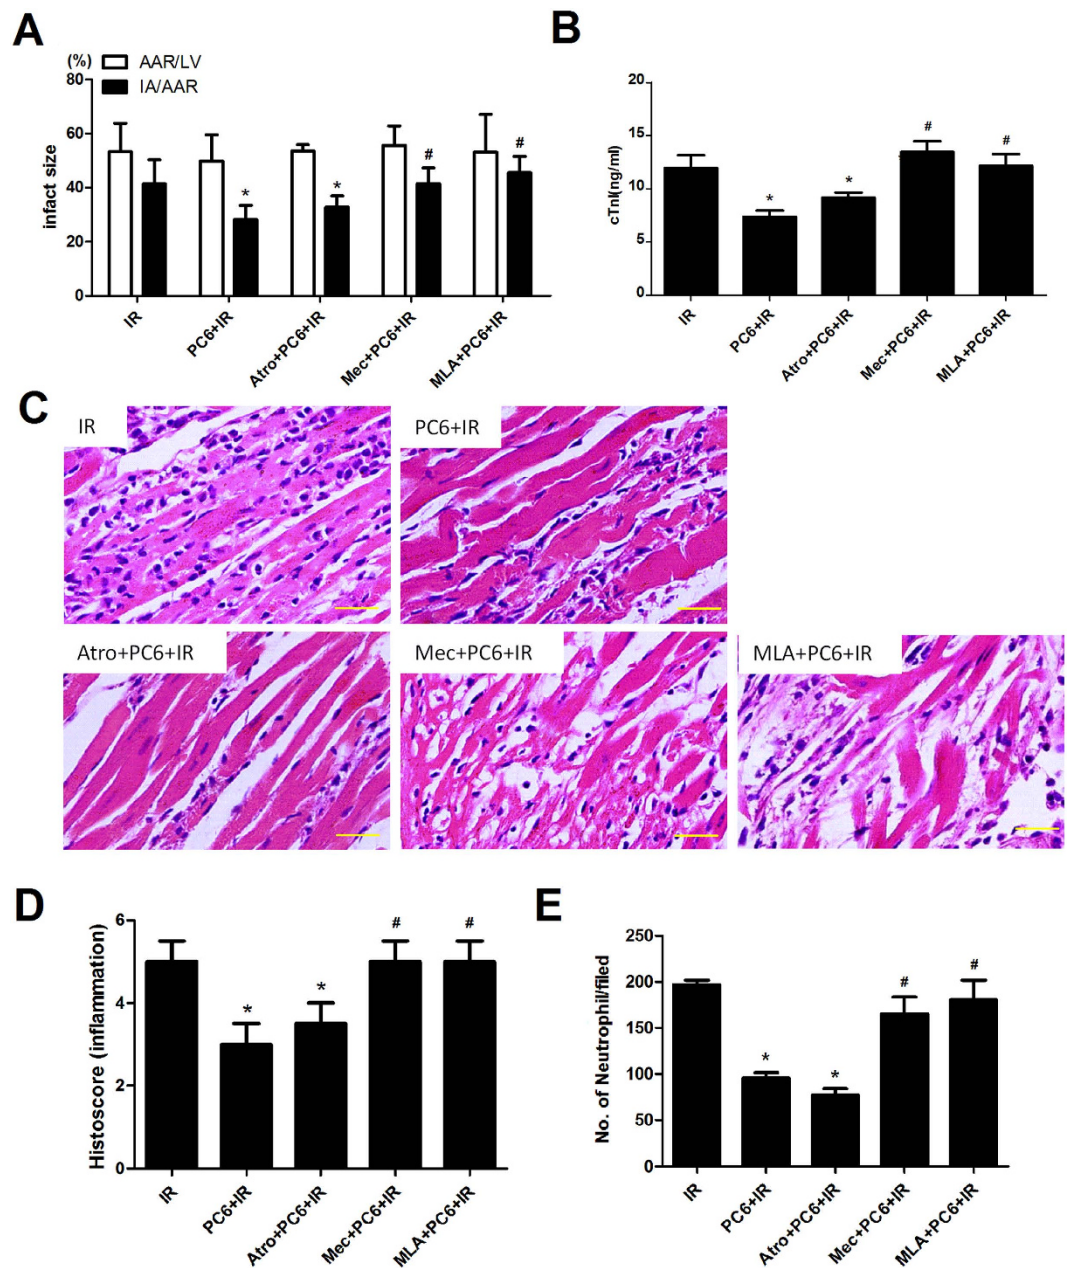 A
(%)
AAR/LV
IA/AAR
80
60
40
20
0
infact size
* * # #
IR
PC6+IR
Atro+PC6+IR
Mec+PC6+IR
MLA+PC6+IR
B
20
15
10
5
0
cTnI(ng/ml)
* * # #
IR
PC6+IR
Atro+PC6+IR
Mec+PC6+IR
MLA+PC6+IR
C
IR
PC6+IR
Atro+PC6+IR
Mec+PC6+IR
MLA+PC6+IR
D
6
4
2
0
Histoscore (inflammation)
* * # #
IR
PC6+IR
Atro+PC6+IR
Mec+PC6+IR
MLA+PC6+IR
E
250
200
150
100
50
0
No. of Neutrophil/filed
* * # #
IR
PC6+IR
Atro+PC6+IR
Mec+PC6+IR
MLA+PC6+IR